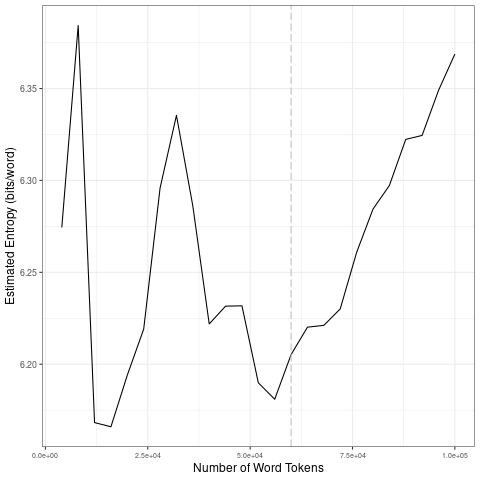 Estimated Entropy (bits/word)
6.35
6.30
6.25
6.20
0.0e+00 2.5e+04 5.0e+04 7.5e+04 1.0e+05
Number of Word Tokens